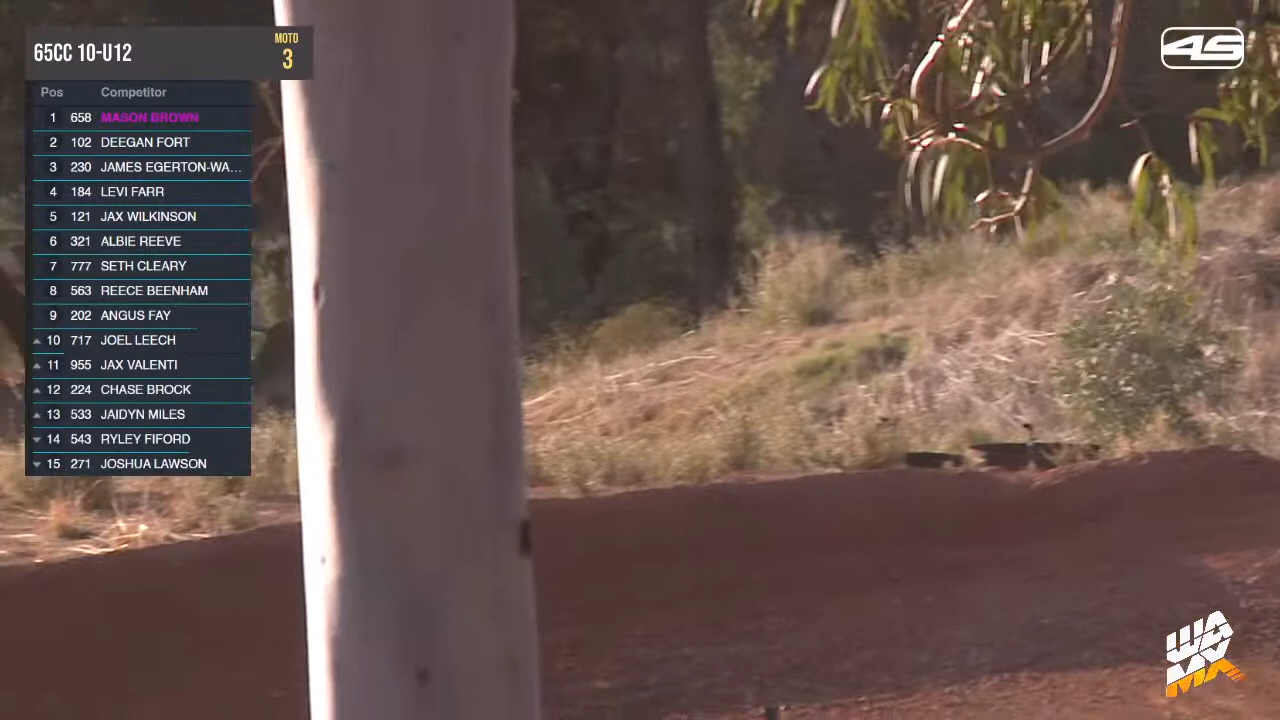 65CC 10-U12
MOTO
3
Pos Competitor
1 658 MASON BROWN
2 102 DEEGAN FORT
3 230 JAMES EGERTON-WA...
4 184 LEVI FARR
5 121 JAX WILKINSON
6 321 ALBIE REEVE
7 777 SETH CLEARY
8 563 REECE BEENHAM
9 202 ANGUS FAY
10 717 JOEL LEECH
11 955 JAX VALENTI
12 224 CHASE BROCK
13 533 JAIDYN MILES
14 543 RYLEY FIFORD
15 271 JOSHUA LAWSON
4S
WA
MX
MA